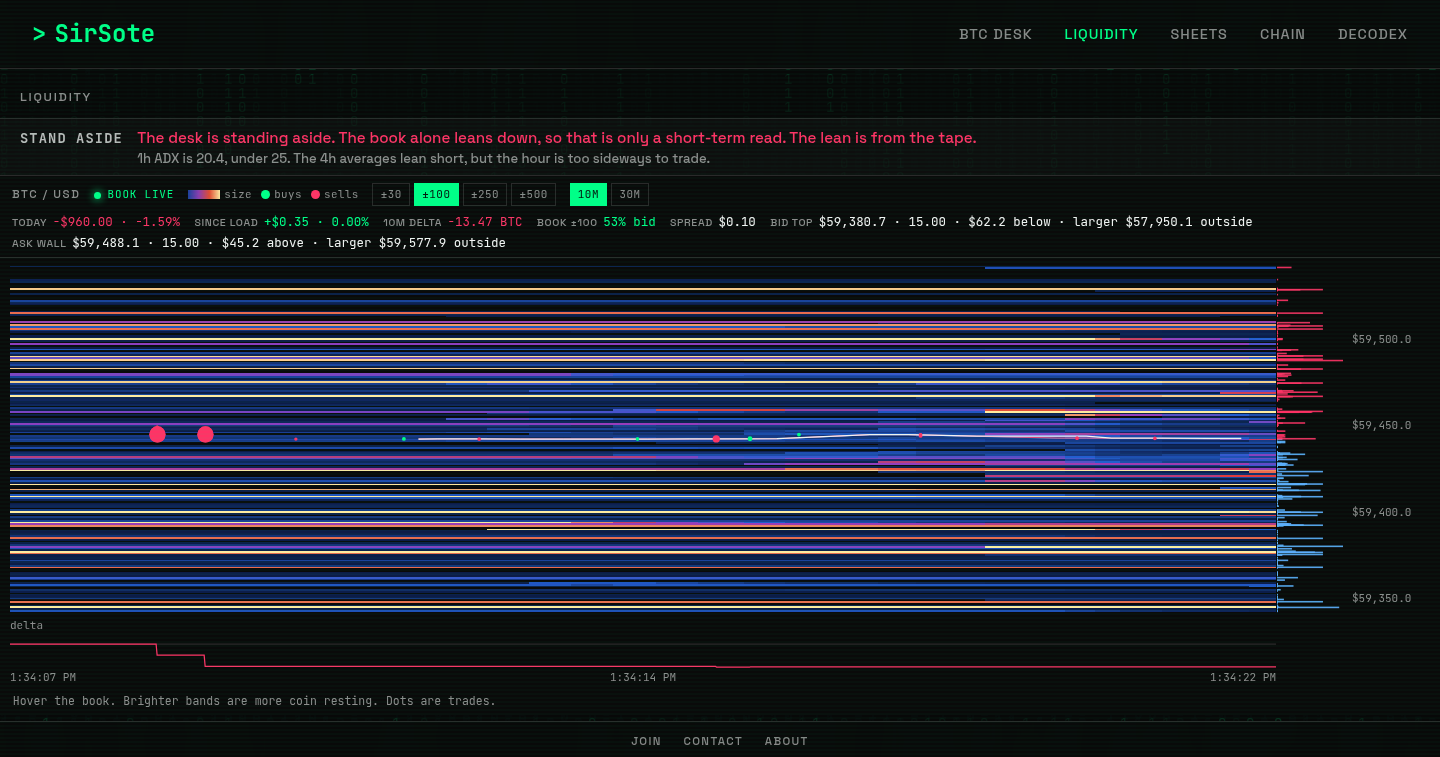 > SirSote
BTC DESK LIQUIDITY SHEETS CHAIN DECODEX
LIQUIDITY
STAND ASIDE The desk is standing aside. The book alone leans down, so that is only a short-term read. The lean is from the tape.
1h ADX is 20.4, under 25. The 4h averages lean short, but the hour is too sideways to trade.
BTC / USD BOOK LIVE size buys sells ±30 ±100 ±250 ±500 10M 30M
TODAY -$960.00 · -1.59% SINCE LOAD +$0.35 · 0.00% 10M DELTA -13.47 BTC BOOK ±100 53% bid SPREAD $0.10 BID TOP $59,380.7 · 15.00 · $62.2 below · larger $57,950.1 outside
ASK WALL $59,488.1 · 15.00 · $45.2 above · larger $59,577.9 outside
$59,500.0
$59,450.0
$59,400.0
$59,350.0
delta
1:34:07 PM 1:34:14 PM 1:34:22 PM
Hover the book. Brighter bands are more coin resting. Dots are trades.
JOIN CONTACT ABOUT